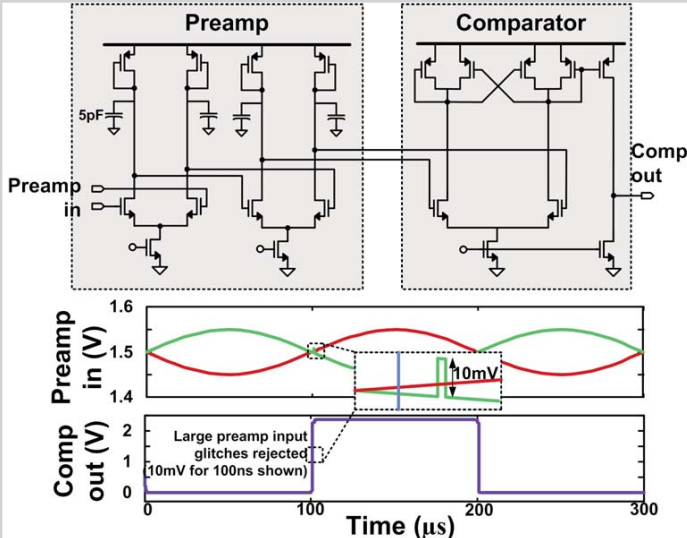 Preamp
Comparator
5pF
Preamp
in
Comp
out
1.6
1.5
1.4
Preamp
in (V)
10mV
2
1
0
Comp
out (V)
Large preamp input
glitches rejected
(10mV for 100ns shown)
0
100
200
300
Time (µs)